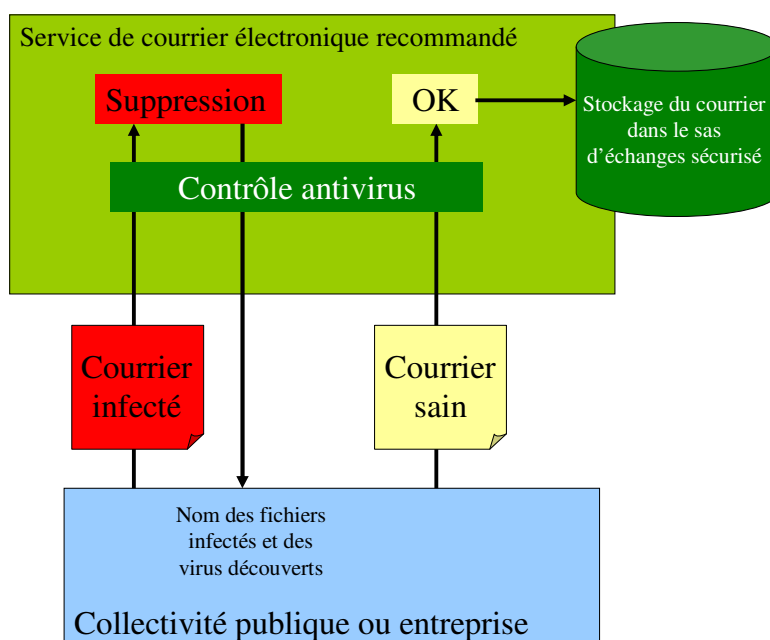 Service de courrier électronique recommandé
Suppression
OK
Stockage du courrier
dans le sas
d’échanges sécurisé
Contrôle antivirus
Courrier
infecté
Courrier
sain
Nom des fichiers
infectés et des
virus découverts
Collectivité publique ou entreprise